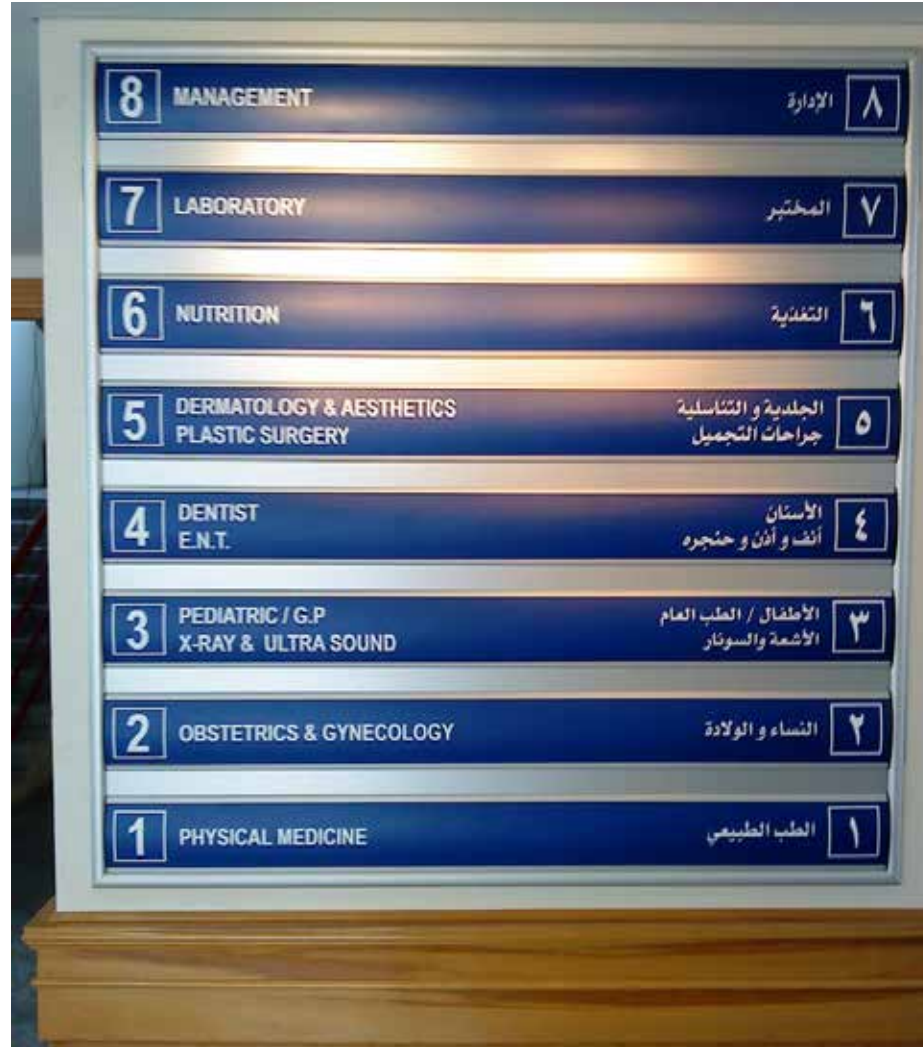 8 MANAGEMENT الإدارة ٨
7 LABORATORY المختبر ٧
6 NUTRITION التغذية ٦
5 DERMATOLOGY & AESTHETICS الجلدية و التناسلية ٥
PLASTIC SURGERY جراحات التجميل
4 DENTIST الأسنان ٤
E.N.T. أنف و أذن و حنجره
3 PEDIATRIC / G.P الأطفال / الطب العام ٣
X-RAY & ULTRA SOUND الأشعة والسونار
2 OBSTETRICS & GYNECOLOGY النساء و الولادة ٢
1 PHYSICAL MEDICINE الطب الطبيعي ١